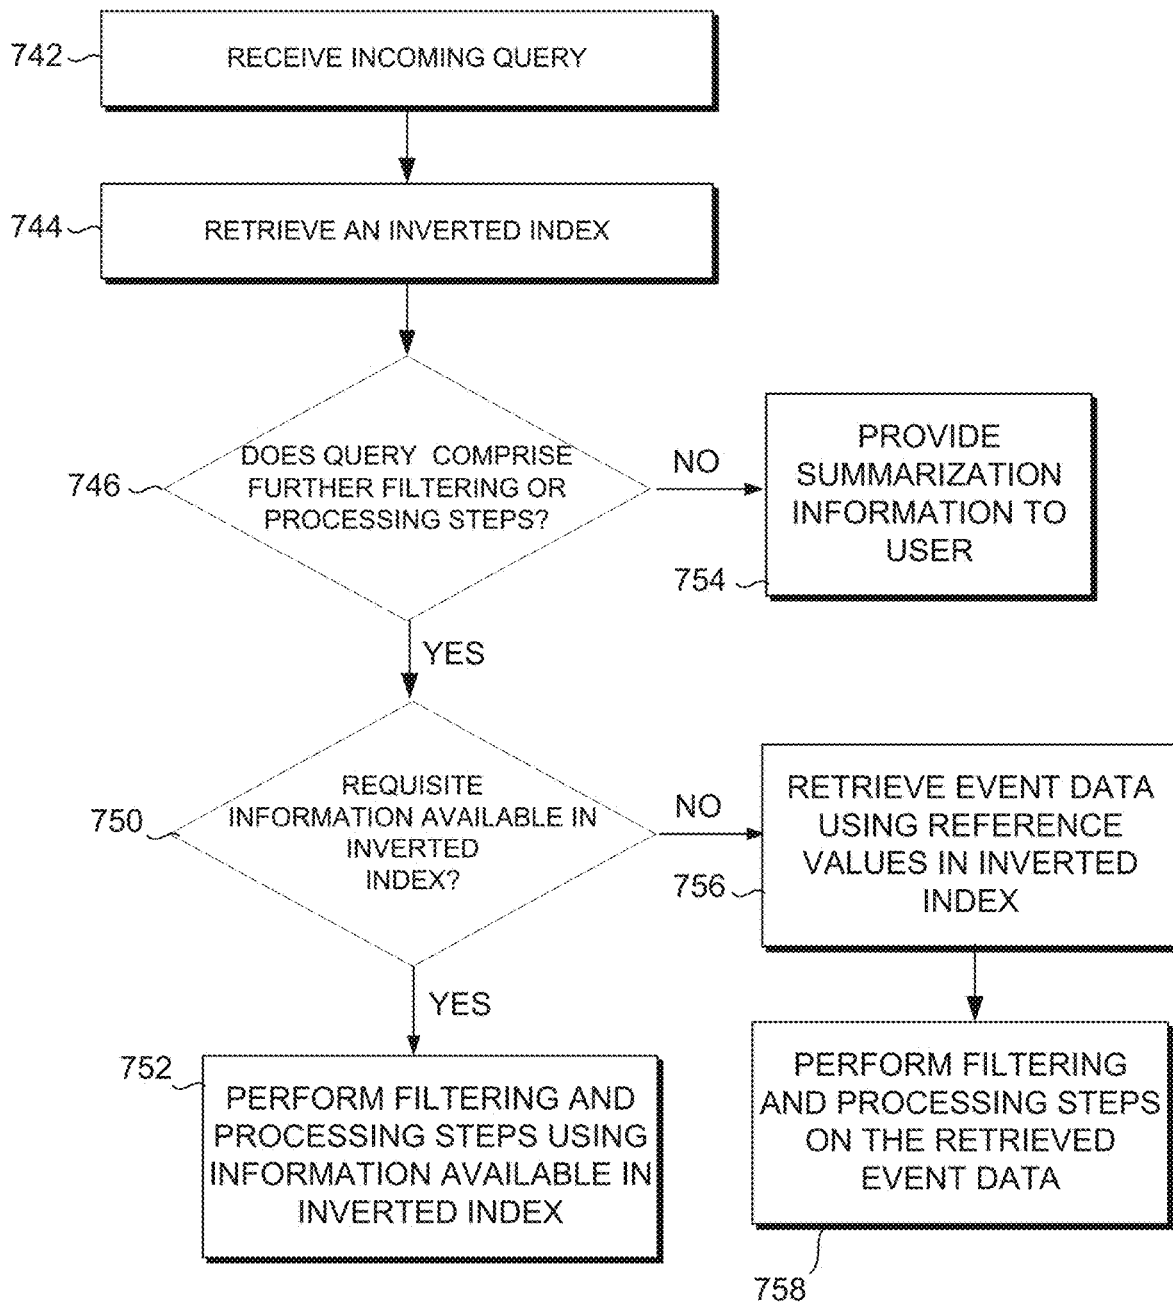 742
RECEIVE INCOMING QUERY
744
RETRIEVE AN INVERTED INDEX
746
DOES QUERY COMPRISE
FURTHER FILTERING OR
PROCESSING STEPS?
NO
PROVIDE
SUMMARIZATION
INFORMATION TO
USER
754
YES
750
REQUISITE
INFORMATION AVAILABLE IN
INVERTED
INDEX?
NO
RETRIEVE EVENT DATA
USING REFERENCE
VALUES IN INVERTED
INDEX
756
YES
752
PERFORM FILTERING AND
PROCESSING STEPS USING
INFORMATION AVAILABLE IN
INVERTED INDEX
PERFORM FILTERING
AND PROCESSING STEPS
ON THE RETRIEVED
EVENT DATA
758